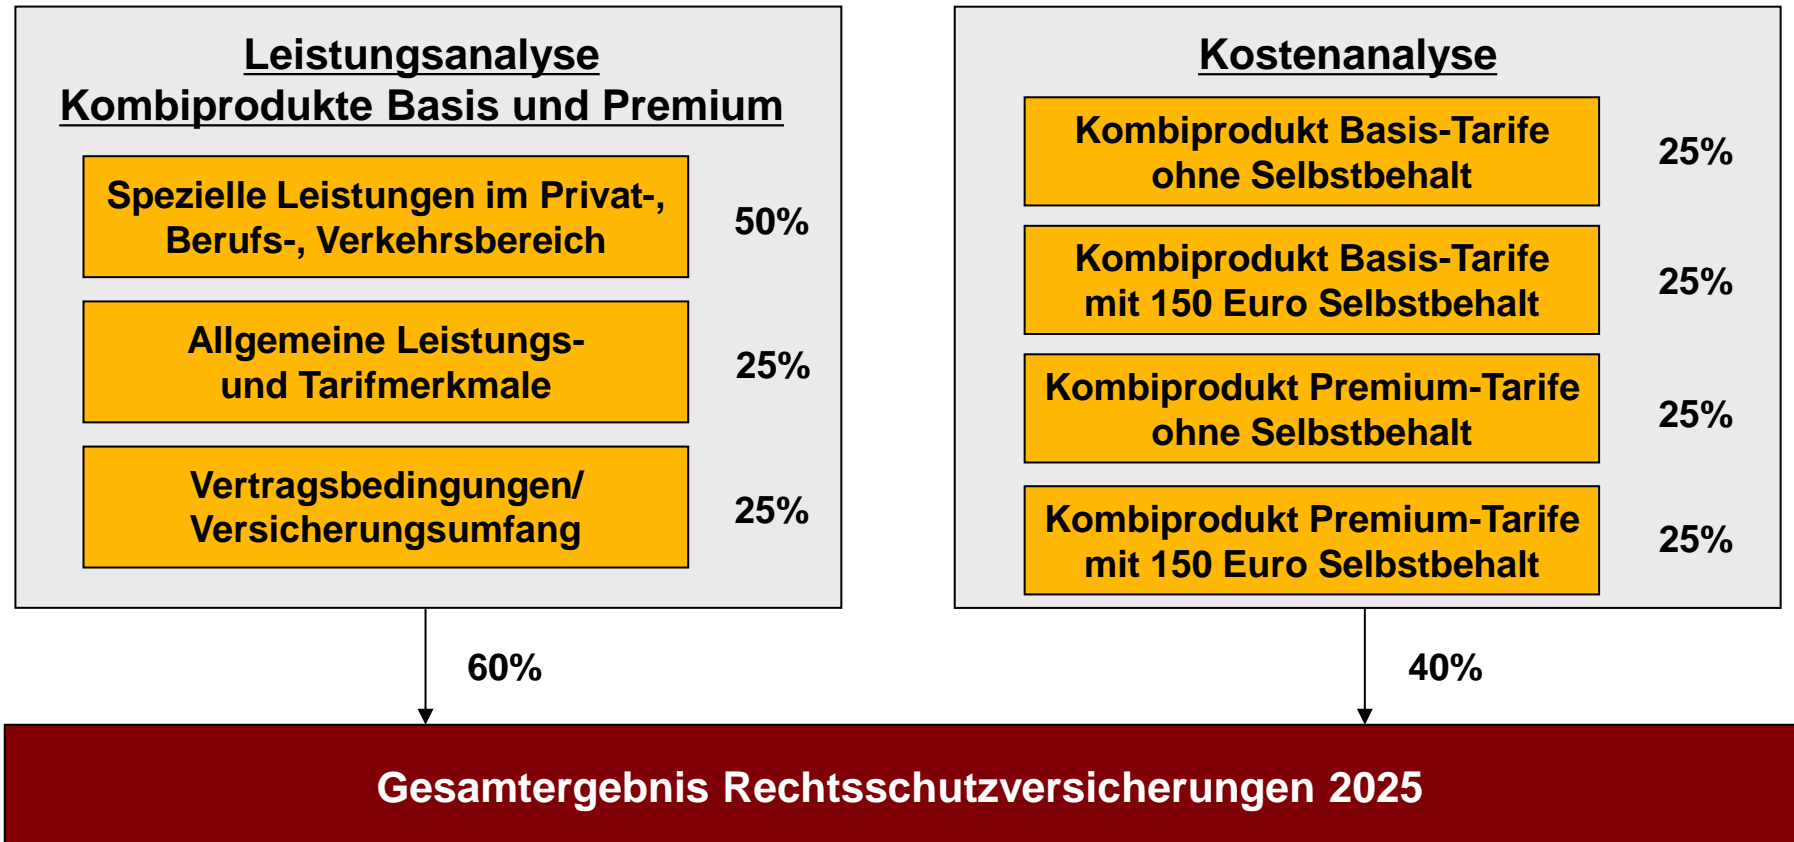 Leistungsanalyse
Kombiprodukte Basis und Premium
Spezielle Leistungen im Privat-,
Berufs-, Verkehrsbereich
50%
Allgemeine Leistungs-
und Tarifmerkmale
25%
Vertragsbedingungen/
Versicherungsumfang
25%
60%
Kostenanalyse
Kombiprodukt Basis-Tarife
ohne Selbstbehalt
25%
Kombiprodukt Basis-Tarife
mit 150 Euro Selbstbehalt
25%
Kombiprodukt Premium-Tarife
ohne Selbstbehalt
25%
Kombiprodukt Premium-Tarife
mit 150 Euro Selbstbehalt
25%
40%
Gesamtergebnis Rechtsschutzversicherungen 2025